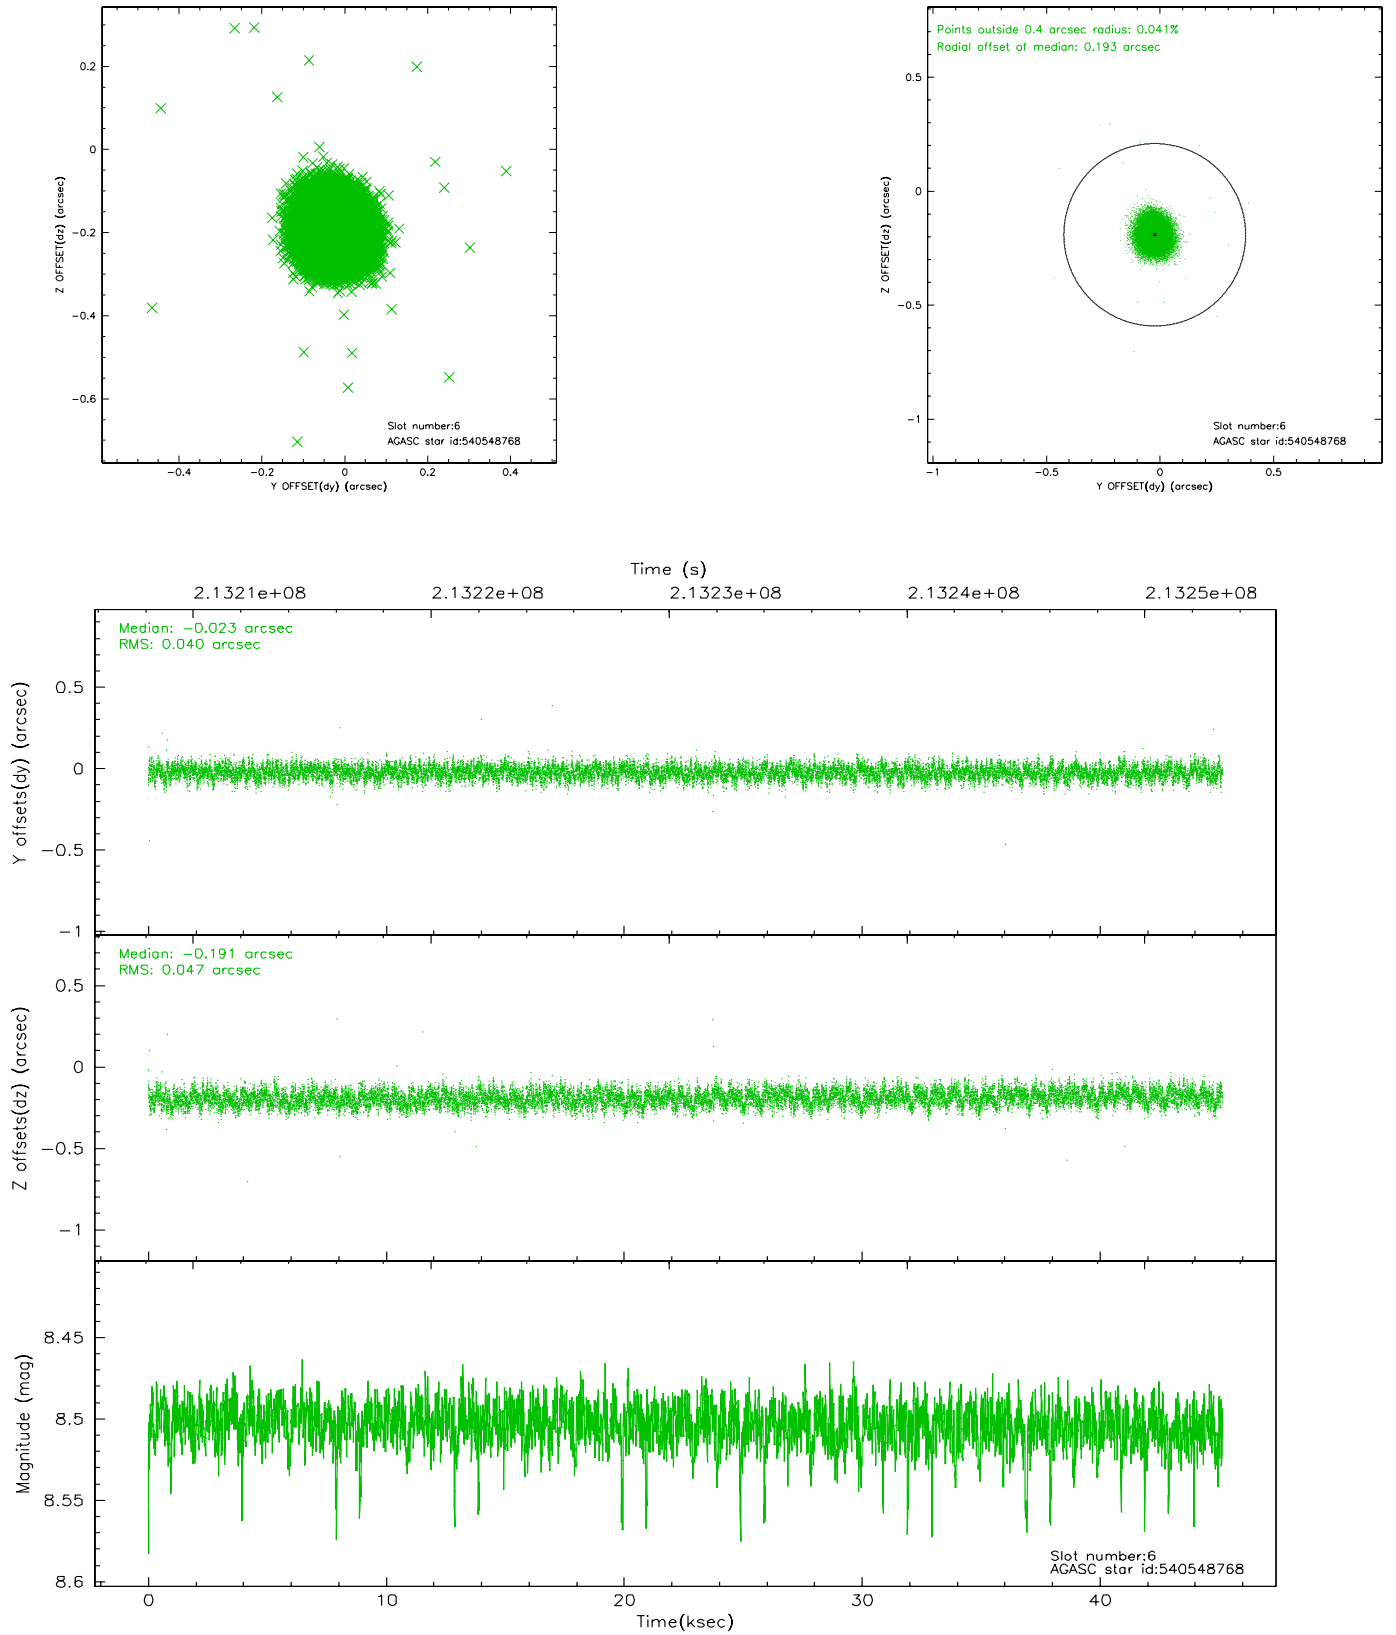 0.2
0
−0.2
−0.4
−0.6
Z OFFSET(dz) (arcsec)
Slot number:6
AGASC star id:540548768
−0.4 −0.2 0 0.2 0.4
Y OFFSET(dy) (arcsec)
Points outside 0.4 arcsec radius: 0.041%
Radial offset of median: 0.193 arcsec
0.5
0
−0.5
−1
Z OFFSET(dz) (arcsec)
Slot number:6
AGASC star id:540548768
−1 −0.5 0 0.5
Y OFFSET(dy) (arcsec)
Time (s)
2.1321e+08 2.1322e+08 2.1323e+08 2.1324e+08 2.1325e+08
Median: −0.023 arcsec
RMS: 0.040 arcsec
0.5
0
−0.5
−1
Y offsets(dy) (arcsec)
Median: −0.191 arcsec
RMS: 0.047 arcsec
0.5
0
−0.5
−1
Z offsets(dz) (arcsec)
8.45
8.5
8.55
8.6
Magnitude (mag)
Slot number:6
AGASC star id:540548768
0 10 20 30 40
Time(ksec)